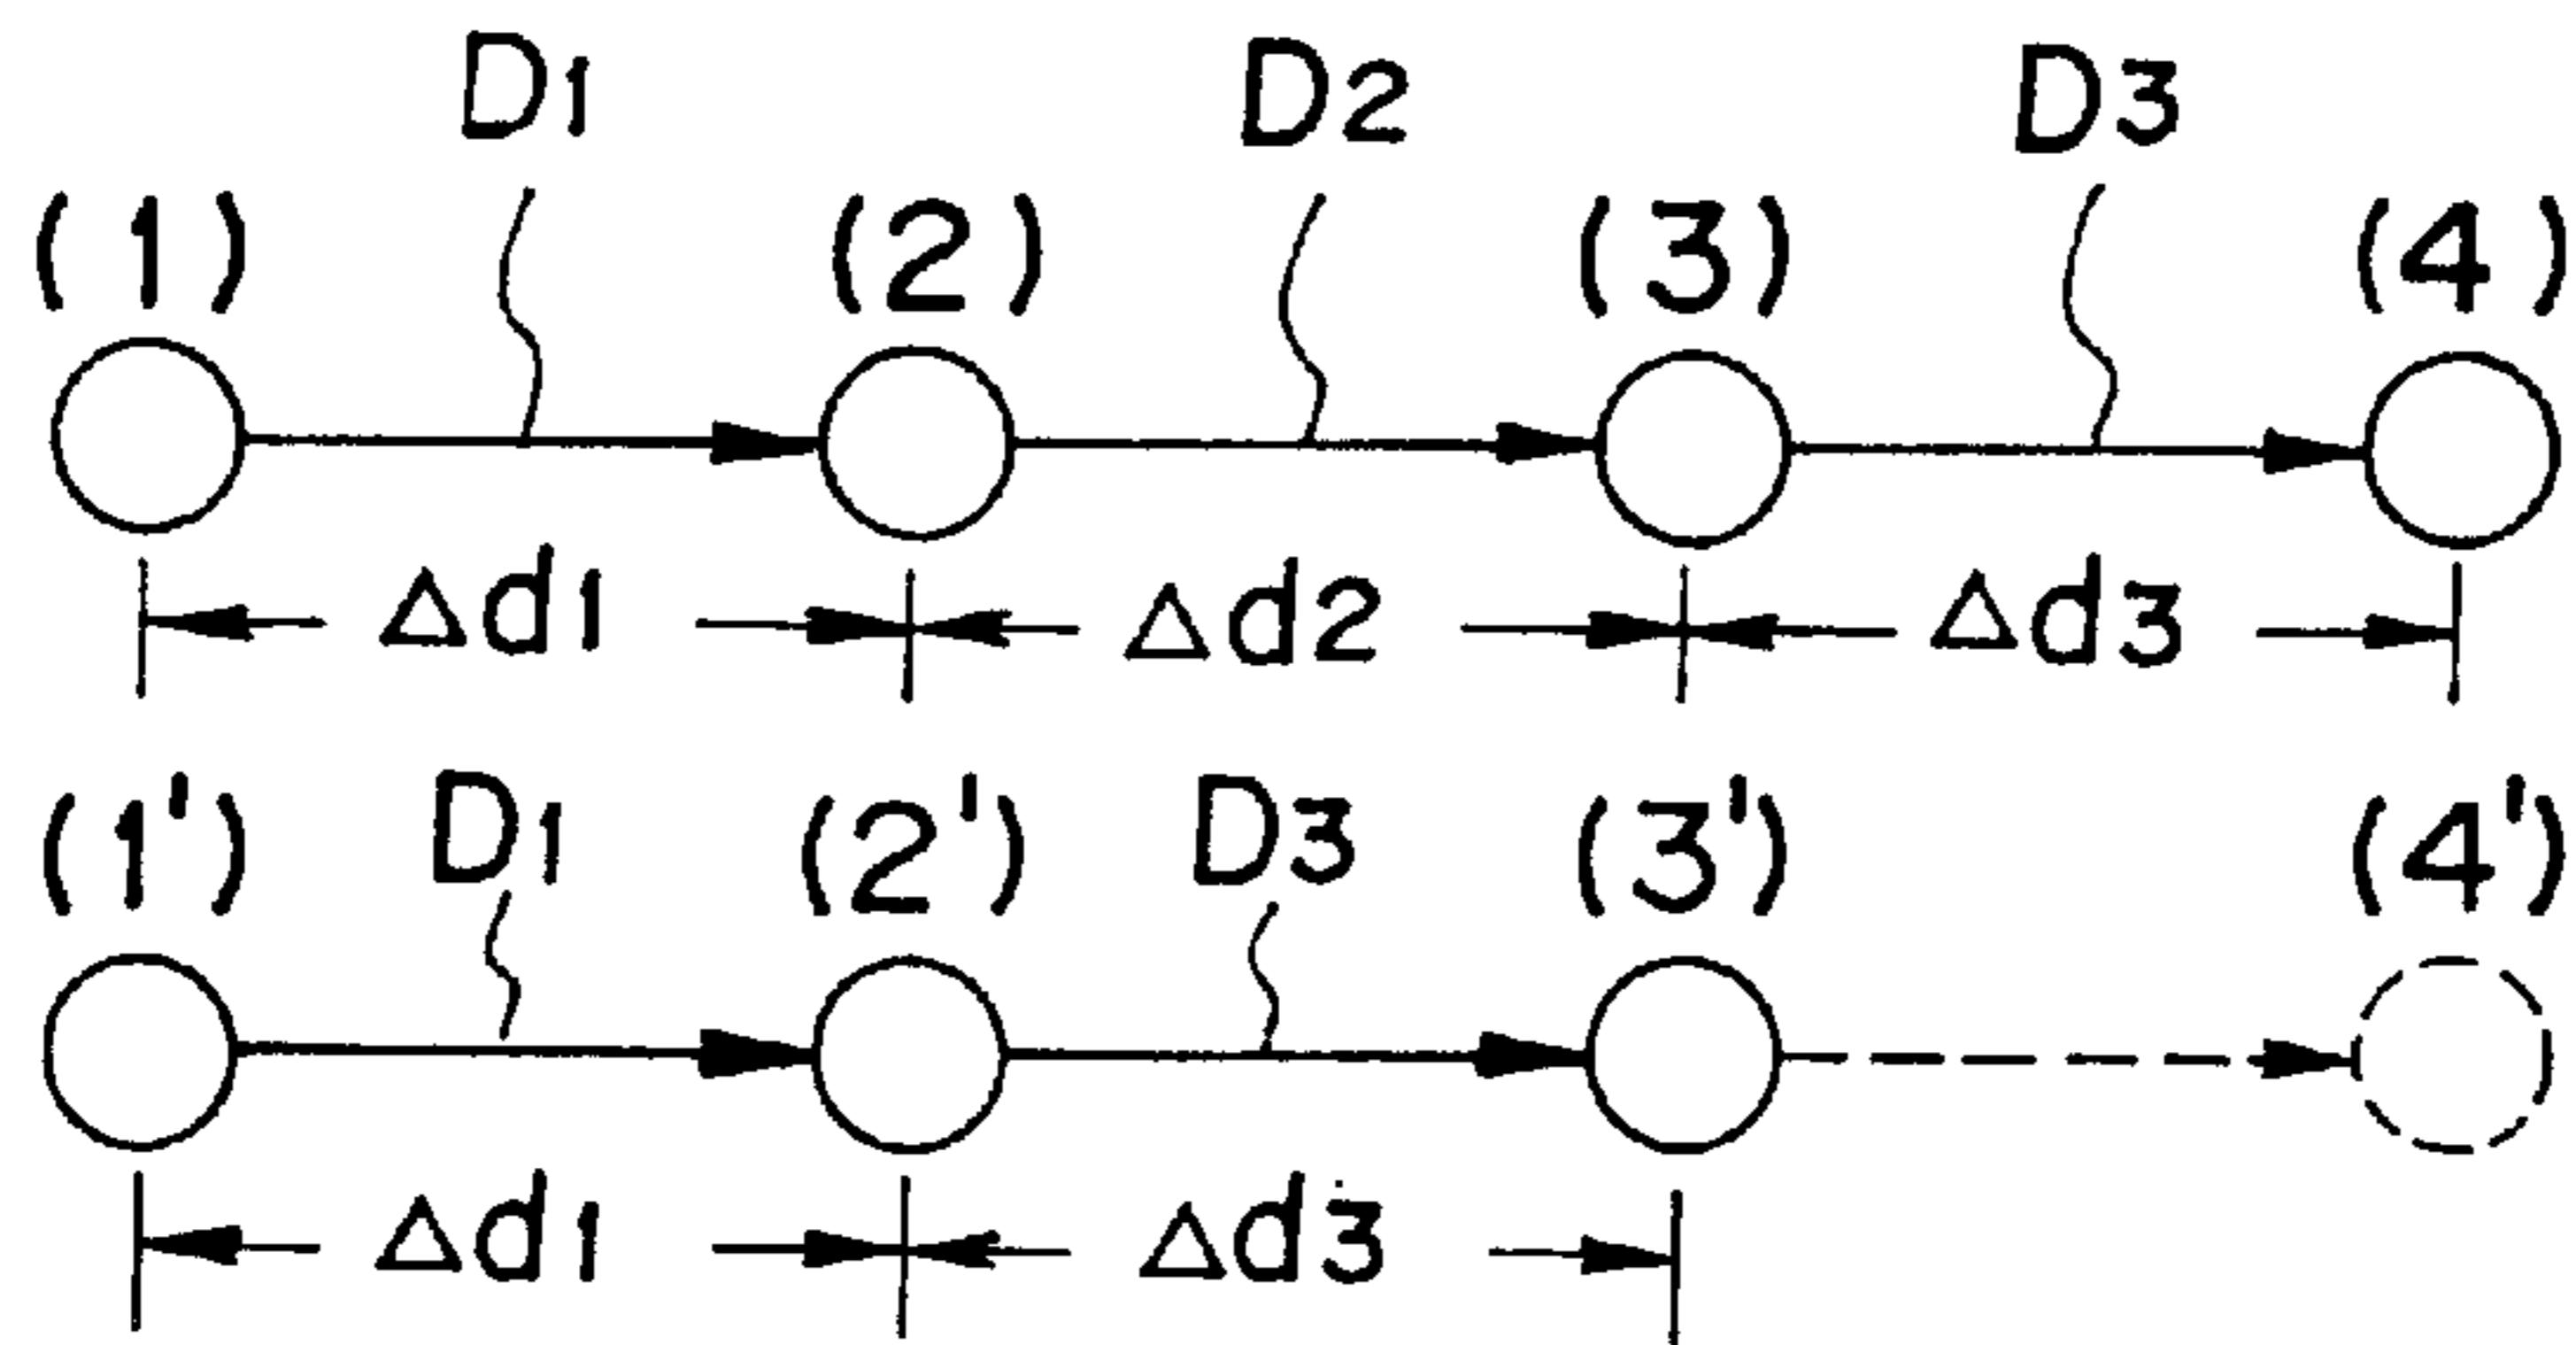 D1 D2 D3
(1) (2) (3) (4)
Δd1 Δd2 Δd3
D1 D3
(1') (2') (3') (4')
Δd1 Δd3